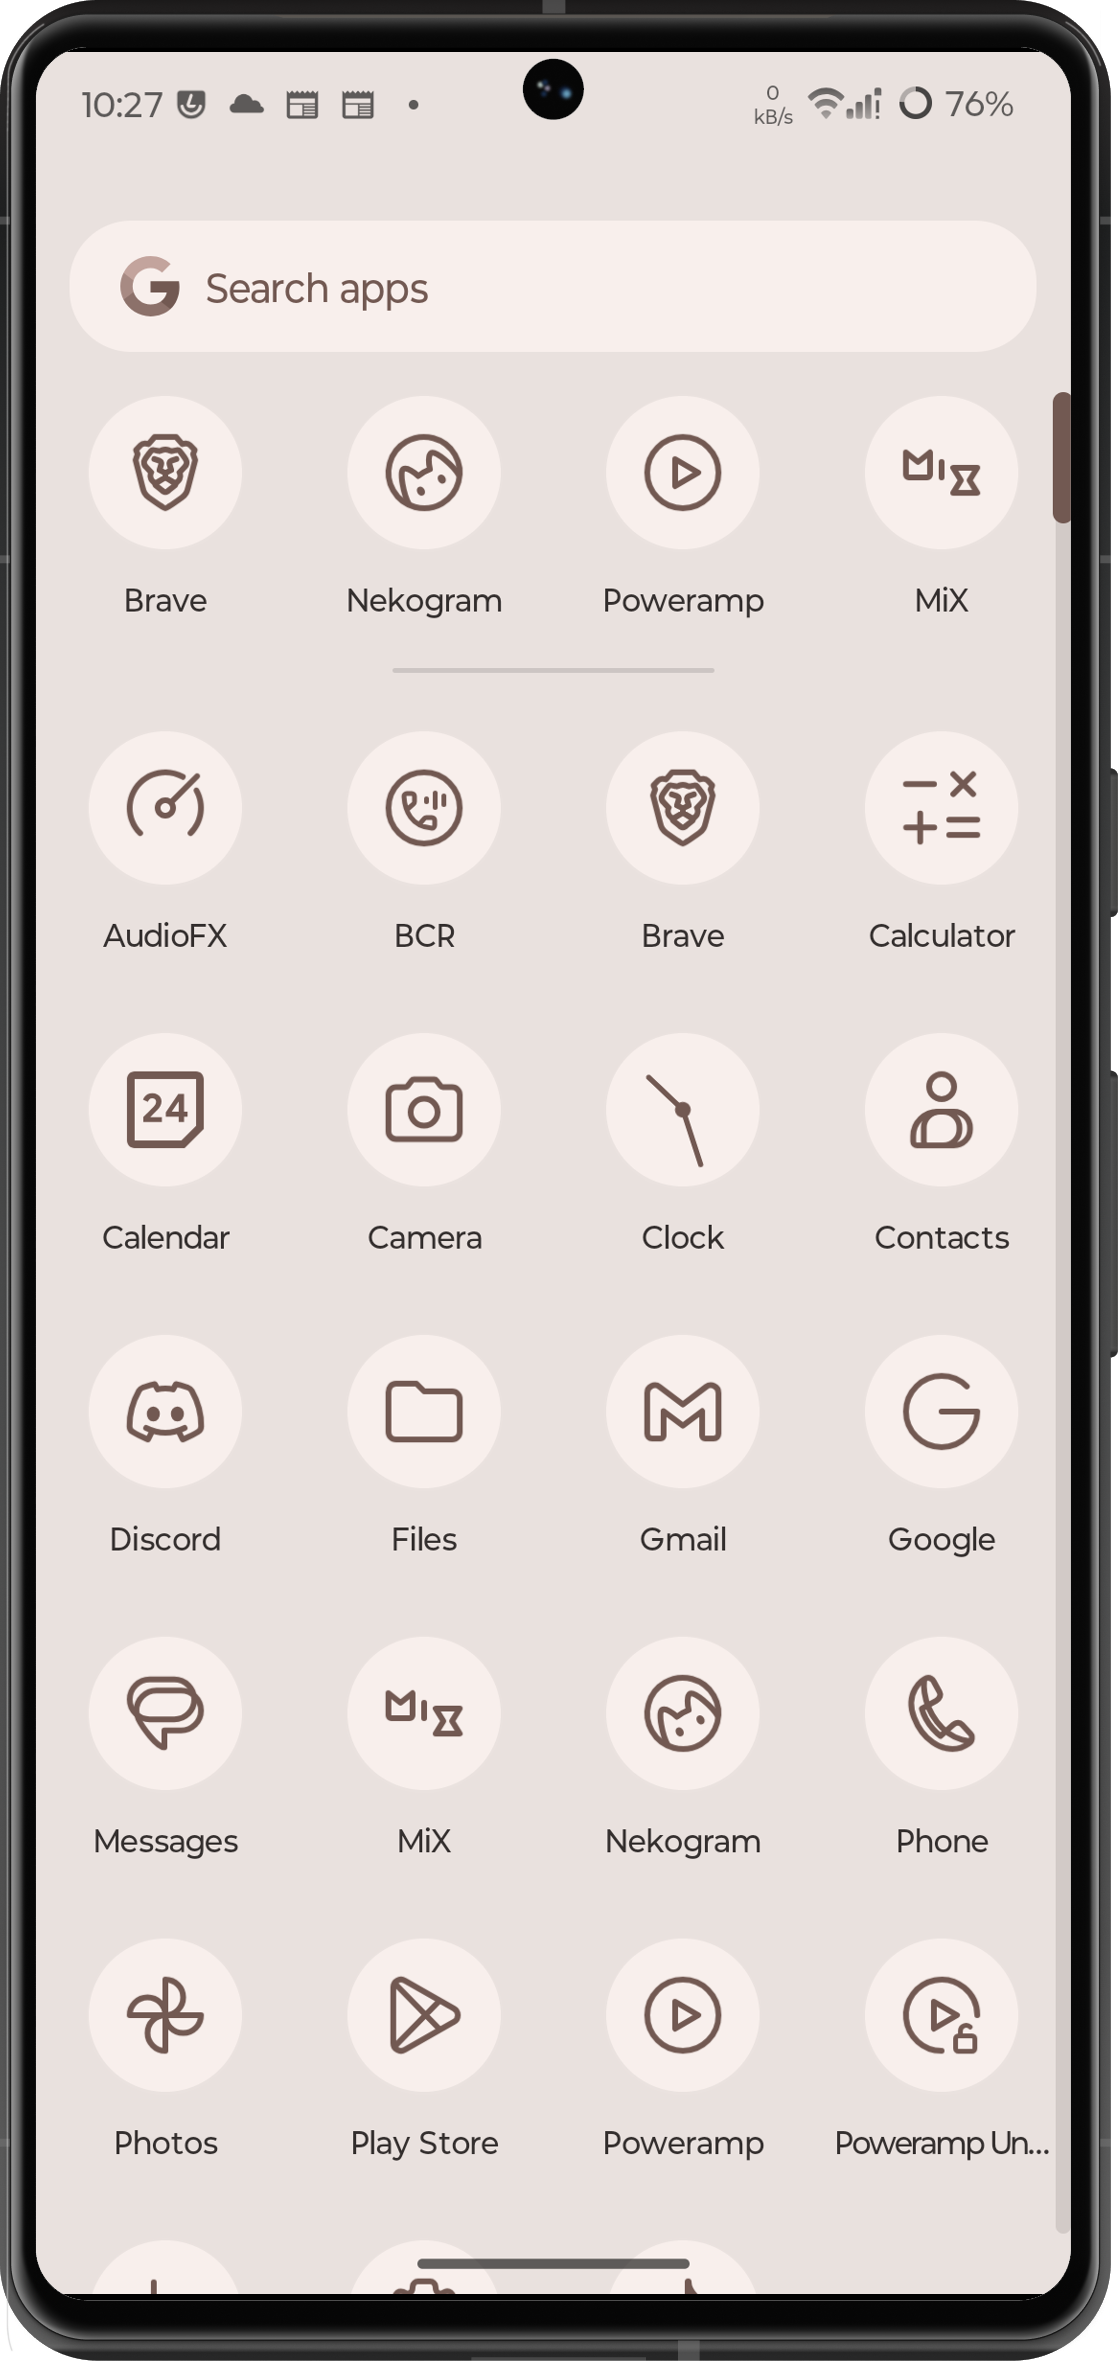 10:27 0 kB/s 76%
Search apps
Brave Nekogram Poweramp MiX
AudioFX BCR Brave Calculator
24
Calendar Camera Clock Contacts
Discord Files Gmail Google
Messages MiX Nekogram Phone
Photos Play Store Poweramp Poweramp Un...